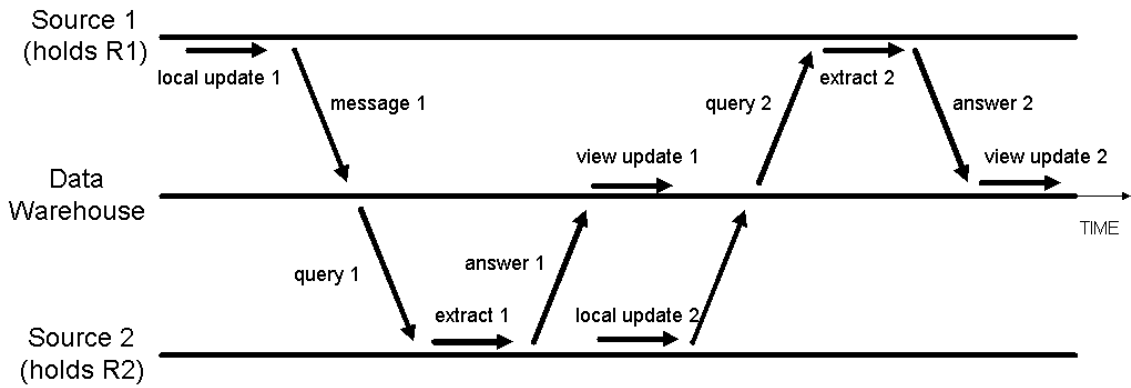 Source 1
(holds R1)
local update 1
message 1
query 2
extract 2
answer 2
view update 1
view update 2
Data
Warehouse
TIME
query 1
answer 1
extract 1
local update 2
Source 2
(holds R2)